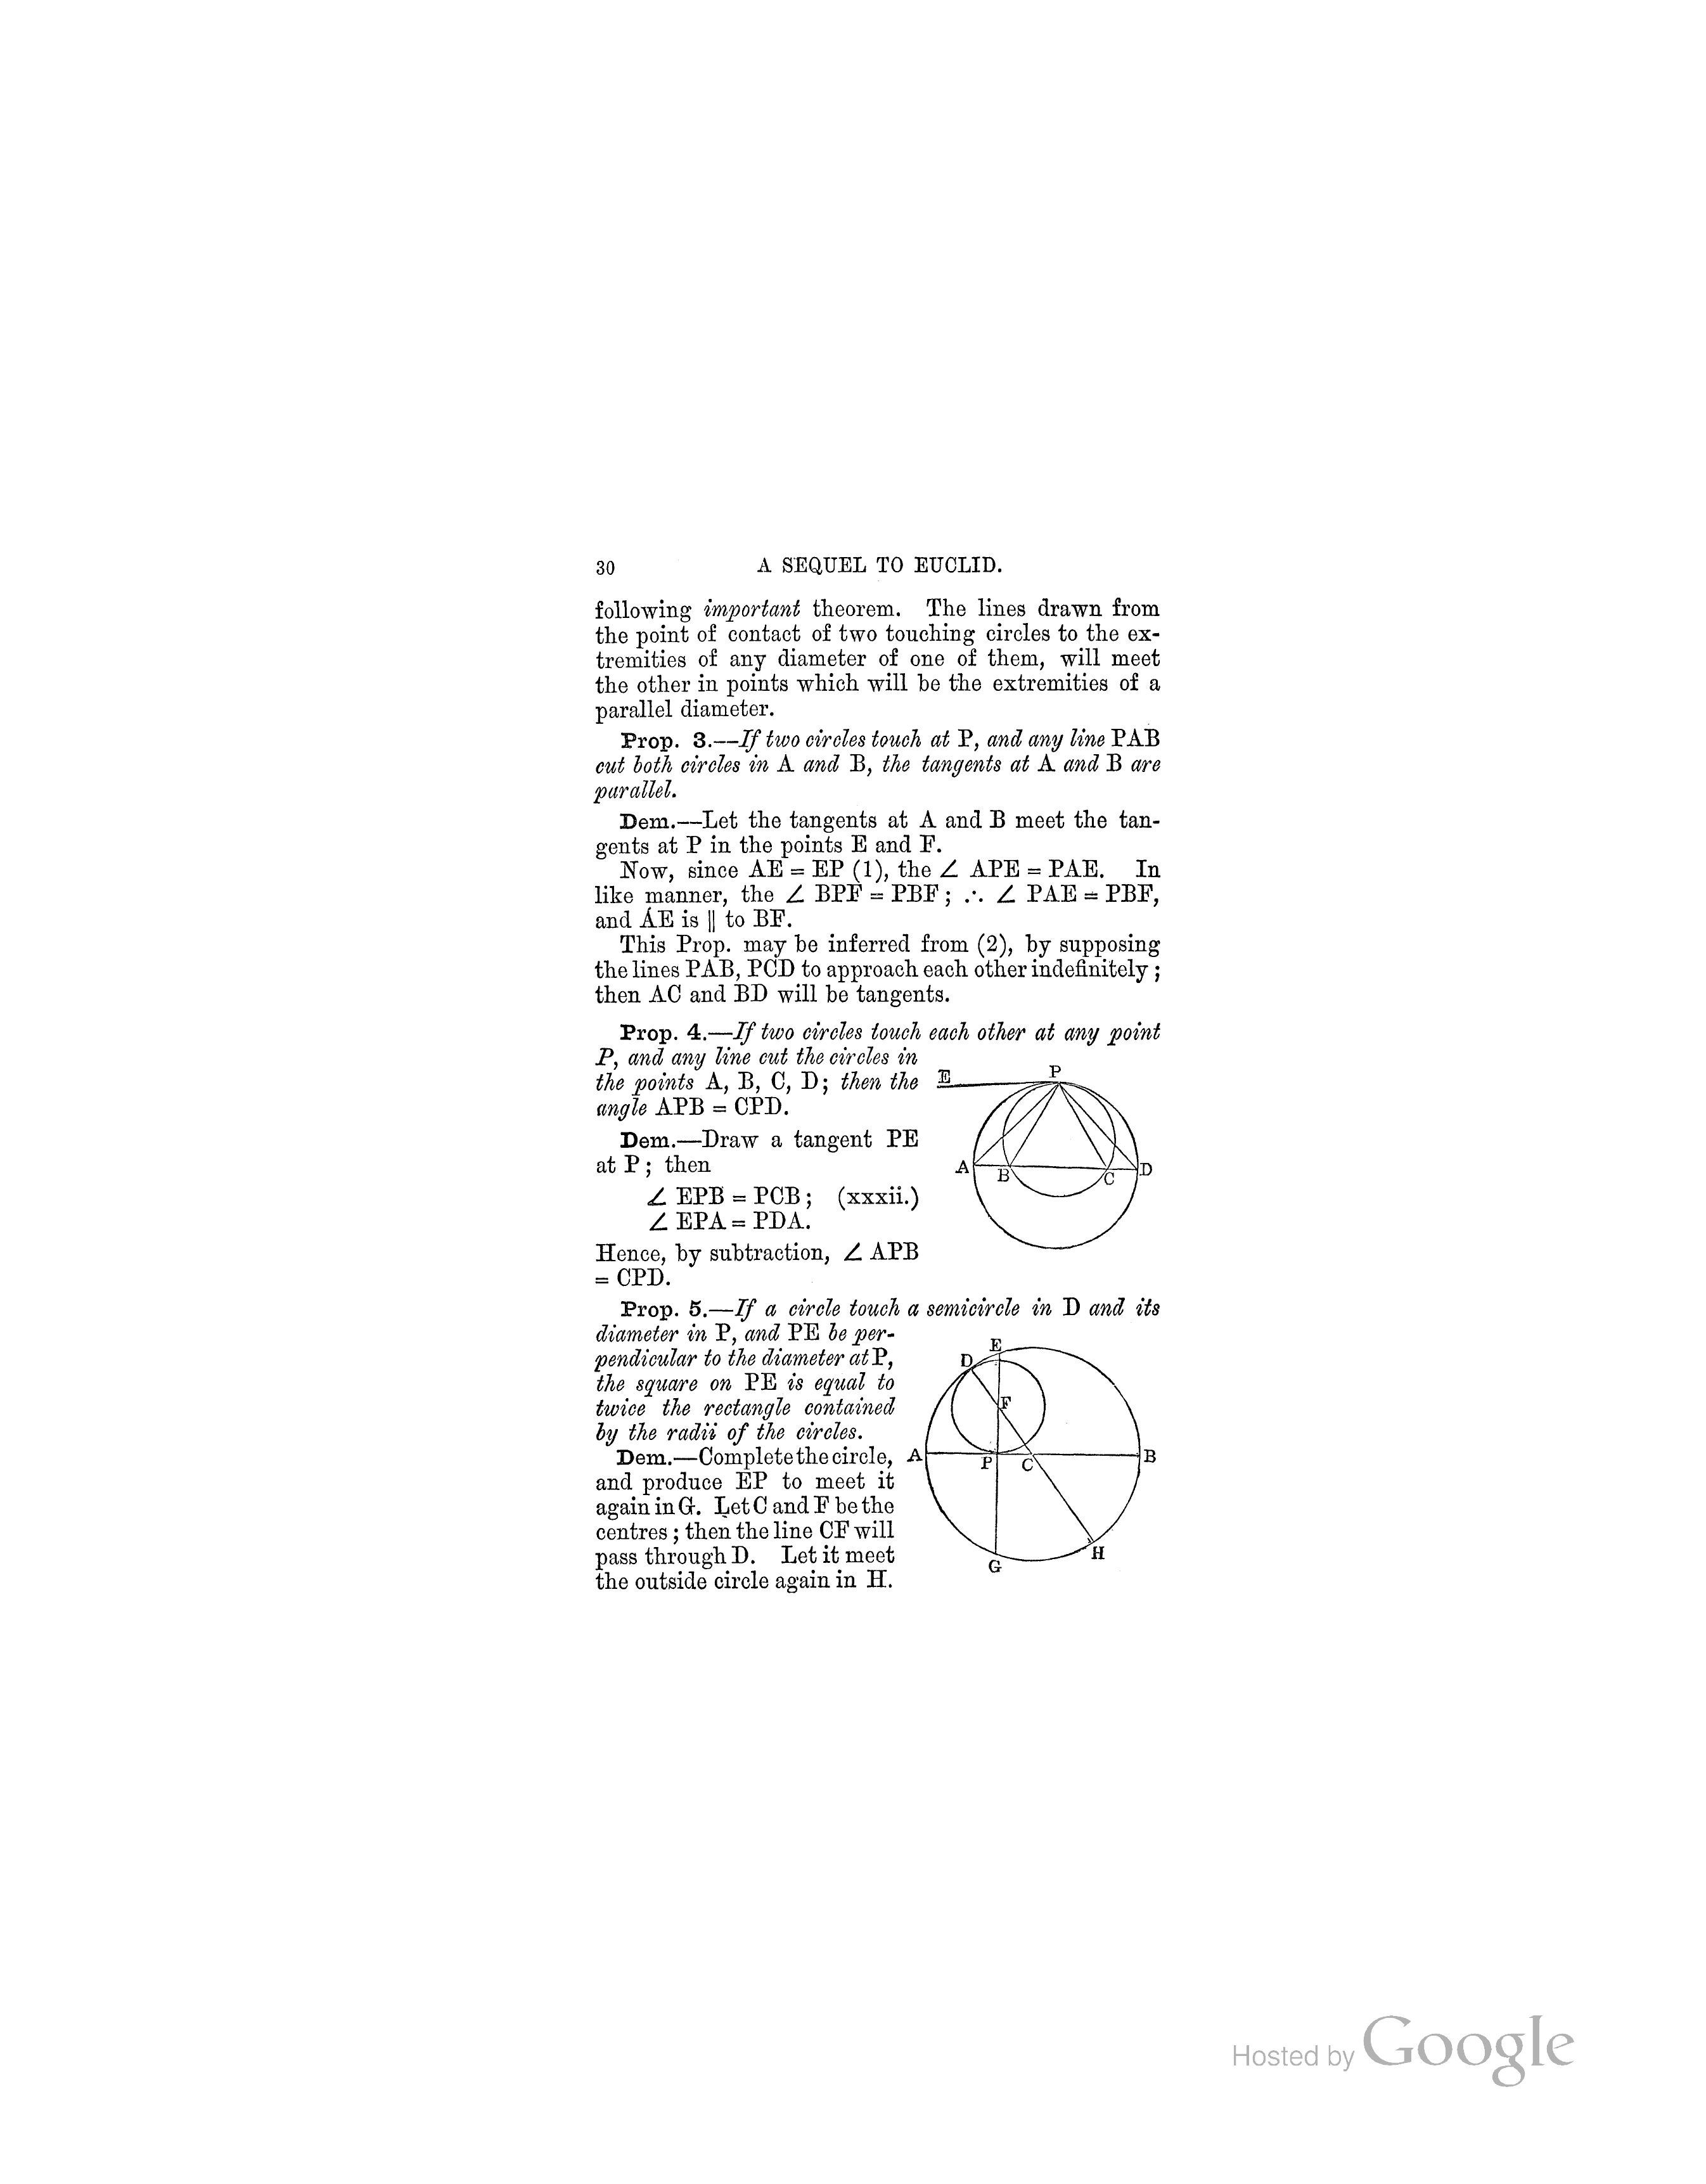 30 A SEQUEL TO EUCLID.
following important theorem. The lines drawn from
the point of contact of two touching circles to the ex-
tremities of any diameter of one of them, will meet
the other in points which will be the extremities of a
parallel diameter.
Prop. 3.—If two circles touch at P, and any line PAB
cut both circles in A and B, the tangents at A and B are
parallel.
Dem.—Let the tangents at A and B meet the tan-
gents at P in the points E and F.
Now, since AE = EP (1), the ∠ APE = PAE. In
like manner, the ∠ BPF = PBF; ∴ ∠ PAE = PBF,
and AE is || to BF.
This Prop. may be inferred from (2), by supposing
the lines PAB, PCD to approach each other indefinitely;
then AC and BD will be tangents.
Prop. 4.—If two circles touch each other at any point
P, and any line cut the circles in
the points A, B, C, D; then the
angle APB = CPD.
Dem.—Draw a tangent PE
at P; then
∠ EPB = PCB; (xxxii.)
∠ EPA = PDA.
Hence, by subtraction, ∠ APB
= CPD.
E P
A B C D
Prop. 5.—If a circle touch a semicircle in D and its
diameter in P, and PE be per-
pendicular to the diameter at P,
the square on PE is equal to
twice the rectangle contained
by the radii of the circles.
Dem.—Complete the circle,
and produce EP to meet it
again in G. Let C and F be the
centres; then the line CF will
pass through D. Let it meet
the outside circle again in H.
E
D
F
A P C B
G H
Hosted by Google